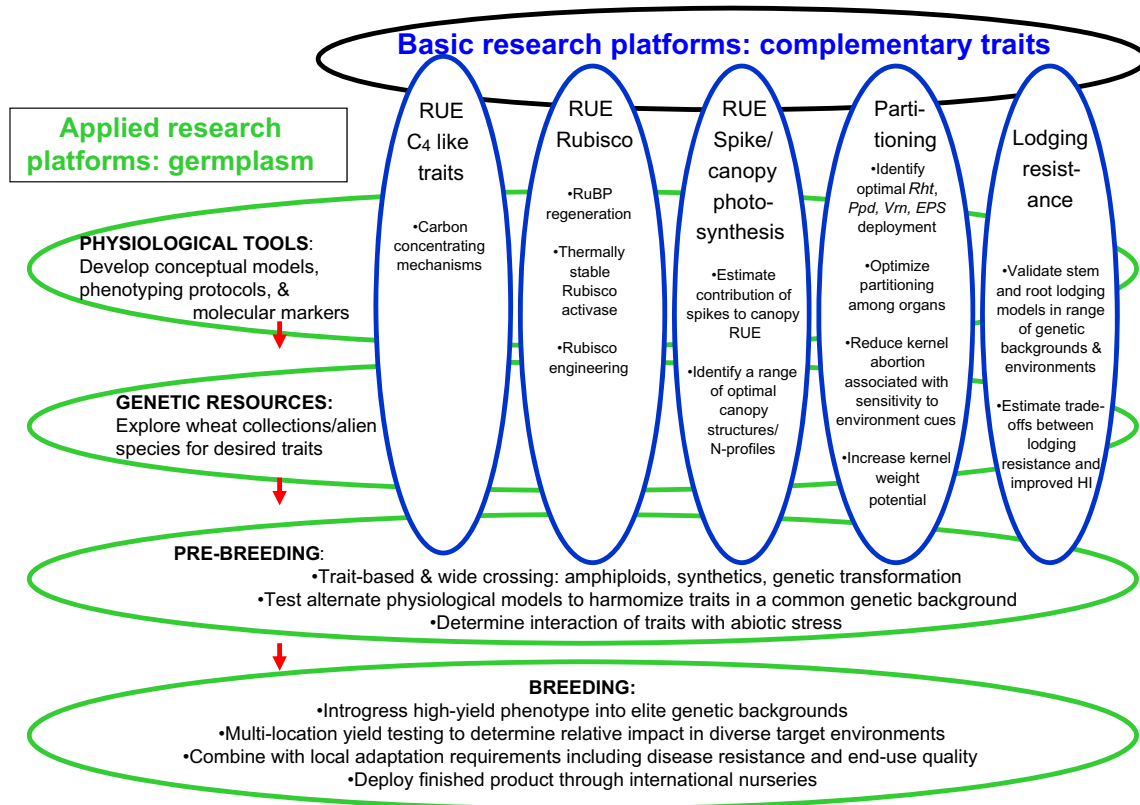 Basic research platforms: complementary traits
Applied research
platforms: germplasm
RUE
C4 like
traits
•Carbon
concentrating
mechanisms
RUE
Rubisco
•RuBP
regeneration
•Thermally
stable
Rubisco
activase
•Rubisco
engineering
RUE
Spike/
canopy
photo-
synthesis
•Estimate
contribution of
spikes to canopy
RUE
•Identify a range
of optimal
canopy
structures/
N-profiles
Parti-
tioning
•Identify
optimal Rht,
Ppd, Vrn, EPS
deployment
•Optimize
partitioning
among organs
•Reduce kernel
abortion
associated with
sensitivity to
environment cues
•Increase kernel
weight
potential
Lodging
resist-
ance
•Validate stem
and root lodging
models in range
of genetic
backgrounds &
environments
•Estimate trade-
offs between
lodging
resistance and
improved HI
PHYSIOLOGICAL TOOLS:
Develop conceptual models,
phenotyping protocols, &
molecular markers
GENETIC RESOURCES:
Explore wheat collections/alien
species for desired traits
PRE-BREEDING:
•Trait-based & wide crossing: amphiploids, synthetics, genetic transformation
•Test alternate physiological models to harmomize traits in a common genetic background
•Determine interaction of traits with abiotic stress
BREEDING:
•Introgress high-yield phenotype into elite genetic backgrounds
•Multi-location yield testing to determine relative impact in diverse target environments
•Combine with local adaptation requirements including disease resistance and end-use quality
•Deploy finished product through international nurseries